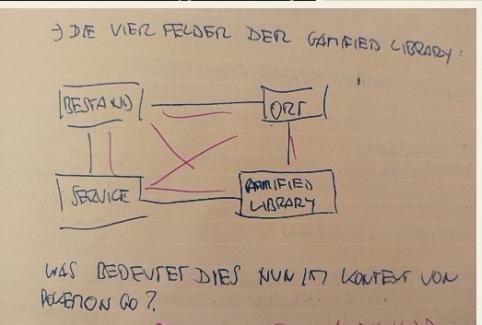 → DIE VIER FELDER DER GAMIFIED LIBRARY:
BESTAND
ORT
SERVICE
GAMIFIED
LIBRARY
WAS BEDEUTET DIES NUN IM KONTEXT VON
POKEMON GO?